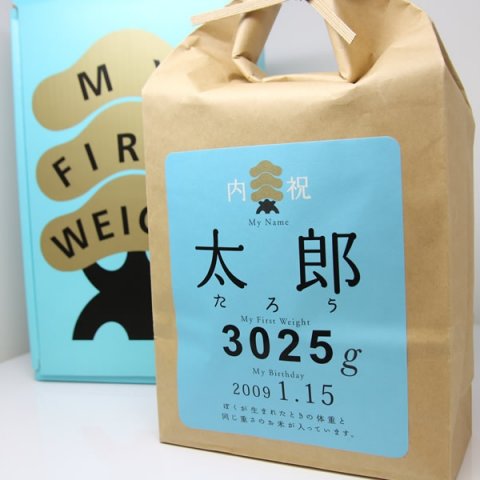 MY
FIRST
WEIGHT
内祝
My Name
太郎
たろう
My First Weight
3025g
My Birthday
2009 1.15
ぼくが生まれたときの体重と
同じ重さのお米が入っています。